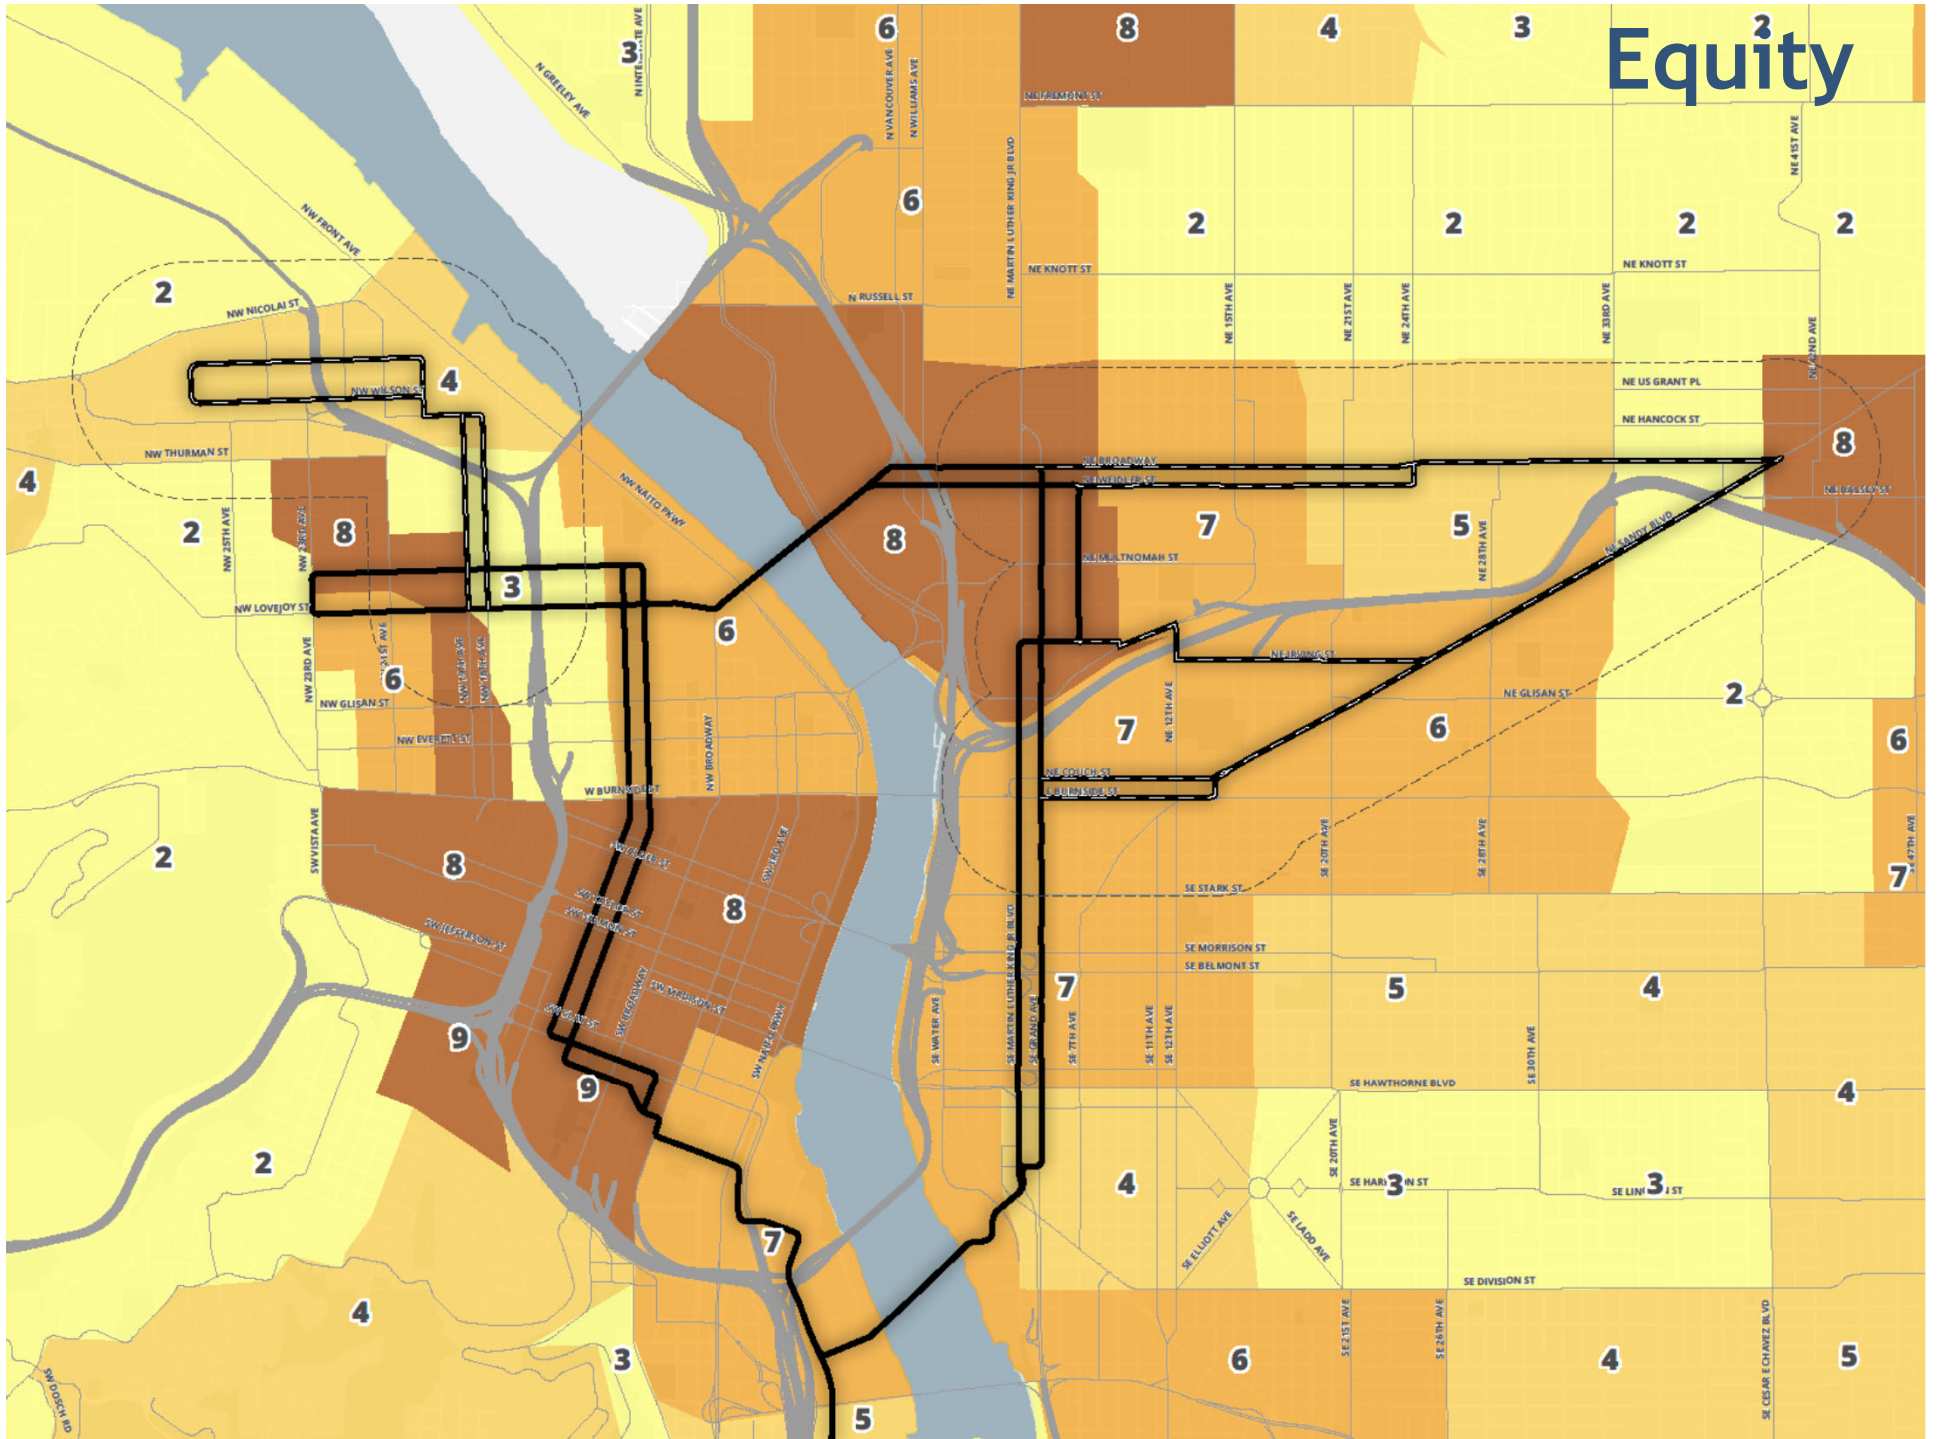 Equity
6
8
4
3
2
3
N GREELEY AVE
N VANCOUVER AVE
N WILLIAMS AVE
NE FREMONT ST
NE 41ST AVE
NE MARTIN LUTHER KING JR BLVD
NW FRONT AVE
6
2
2
2
2
NE KNOTT ST
NE KNOTT ST
2
NW NICOLAI ST
N RUSSELL ST
NE 15TH AVE
NE 21ST AVE
NE 24TH AVE
NE 33RD AVE
NW WILSON ST
4
NE US GRANT PL
NE HANCOCK ST
NW THURMAN ST
4
NE BROADWAY
NE WEIDLER ST
8
NW NAITO PKWY
NE HALSEY ST
2
NW 25TH AVE
NW 23RD AVE
8
8
7
5
NE 28TH AVE
NE SANDY BLVD
NE MULTNOMAH ST
3
NW LOVEJOY ST
6
NW 23RD AVE
6
NE IRVING ST
NW GLISAN ST
NE GLISAN ST
2
NE 12TH AVE
7
6
6
NW EVERETT ST
NW BROADWAY
NE COUCH ST
E BURNSIDE ST
W BURNSIDE ST
SW VISTA AVE
2
8
SW ALDER ST
SW 3RD AVE
SE 20TH AVE
SE 28TH AVE
SE 47TH AVE
7
SE STARK ST
8
SW JEFFERSON ST
SE MORRISON ST
SE BELMONT ST
SW MADISON ST
7
5
4
SW CLAY ST
SW BROADWAY
SW NAITO PKWY
SE WATER AVE
SE MARTIN LUTHER KING JR BLVD
SE GRAND AVE
SE 7TH AVE
SE 11TH AVE
SE 12TH AVE
SE 30TH AVE
9
9
SE HAWTHORNE BLVD
4
2
SE 20TH AVE
4
3
3
SE ELLIOTT AVE
SE LADD AVE
7
SE DIVISION ST
4
3
6
SE 21ST AVE
SE 26TH AVE
4
SE CESAR E CHAVEZ BLVD
5
SW DOSCH RD
5